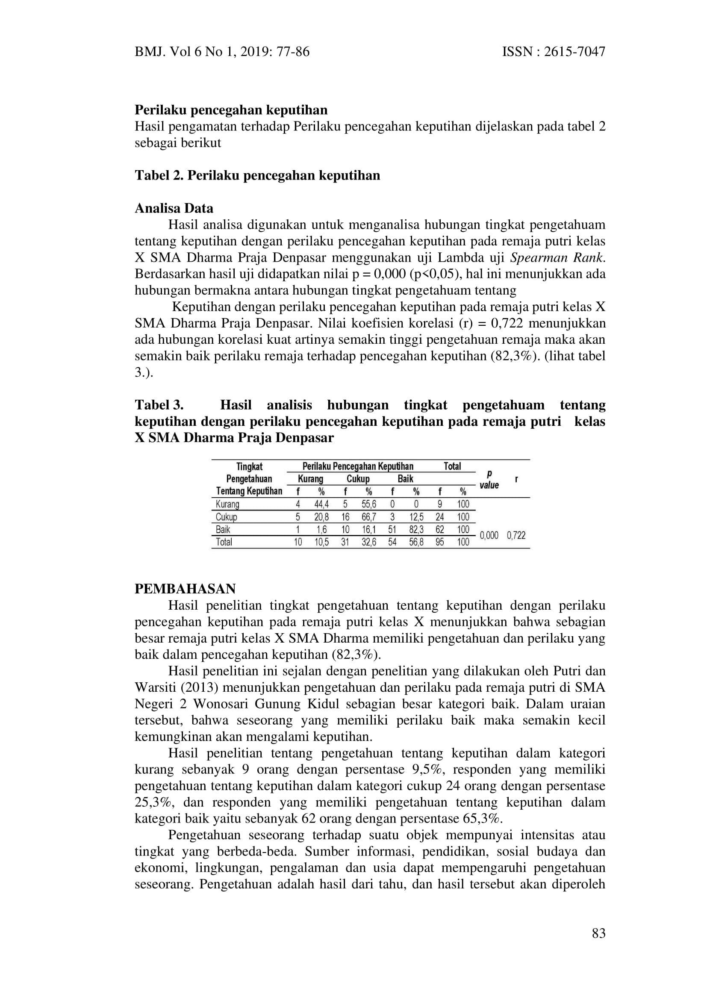 BMJ. Vol 6 No 1, 2019: 77-86 ISSN : 2615-7047
Perilaku pencegahan keputihan
Hasil pengamatan terhadap Perilaku pencegahan keputihan dijelaskan pada tabel 2
sebagai berikut
Tabel 2. Perilaku pencegahan keputihan
Analisa Data
Hasil analisa digunakan untuk menganalisa hubungan tingkat pengetahuam
tentang keputihan dengan perilaku pencegahan keputihan pada remaja putri kelas
X SMA Dharma Praja Denpasar menggunakan uji Lambda uji Spearman Rank.
Berdasarkan hasil uji didapatkan nilai p = 0,000 (p<0,05), hal ini menunjukkan ada
hubungan bermakna antara hubungan tingkat pengetahuam tentang
Keputihan dengan perilaku pencegahan keputihan pada remaja putri kelas X
SMA Dharma Praja Denpasar. Nilai koefisien korelasi (r) = 0,722 menunjukkan
ada hubungan korelasi kuat artinya semakin tinggi pengetahuan remaja maka akan
semakin baik perilaku remaja terhadap pencegahan keputihan (82,3%). (lihat tabel
3.).
Tabel 3. Hasil analisis hubungan tingkat pengetahuam tentang
keputihan dengan perilaku pencegahan keputihan pada remaja putri kelas
X SMA Dharma Praja Denpasar
Tingkat Perilaku Pencegahan Keputihan Total
Pengetahuan Kurang Cukup Baik p value r
Tentang Keputihan f % f % f % f %
Kurang 4 44,4 5 55,6 0 0 9 100
Cukup 5 20,8 16 66,7 3 12,5 24 100
Baik 1 1,6 10 16,1 51 82,3 62 100
0,000 0,722
Total 10 10,5 31 32,6 54 56,8 95 100
PEMBAHASAN
Hasil penelitian tingkat pengetahuan tentang keputihan dengan perilaku
pencegahan keputihan pada remaja putri kelas X menunjukkan bahwa sebagian
besar remaja putri kelas X SMA Dharma memiliki pengetahuan dan perilaku yang
baik dalam pencegahan keputihan (82,3%).
Hasil penelitian ini sejalan dengan penelitian yang dilakukan oleh Putri dan
Warsiti (2013) menunjukkan pengetahuan dan perilaku pada remaja putri di SMA
Negeri 2 Wonosari Gunung Kidul sebagian besar kategori baik. Dalam uraian
tersebut, bahwa seseorang yang memiliki perilaku baik maka semakin kecil
kemungkinan akan mengalami keputihan.
Hasil penelitian tentang pengetahuan tentang keputihan dalam kategori
kurang sebanyak 9 orang dengan persentase 9,5%, responden yang memiliki
pengetahuan tentang keputihan dalam kategori cukup 24 orang dengan persentase
25,3%, dan responden yang memiliki pengetahuan tentang keputihan dalam
kategori baik yaitu sebanyak 62 orang dengan persentase 65,3%.
Pengetahuan seseorang terhadap suatu objek mempunyai intensitas atau
tingkat yang berbeda-beda. Sumber informasi, pendidikan, sosial budaya dan
ekonomi, lingkungan, pengalaman dan usia dapat mempengaruhi pengetahuan
seseorang. Pengetahuan adalah hasil dari tahu, dan hasil tersebut akan diperoleh
83